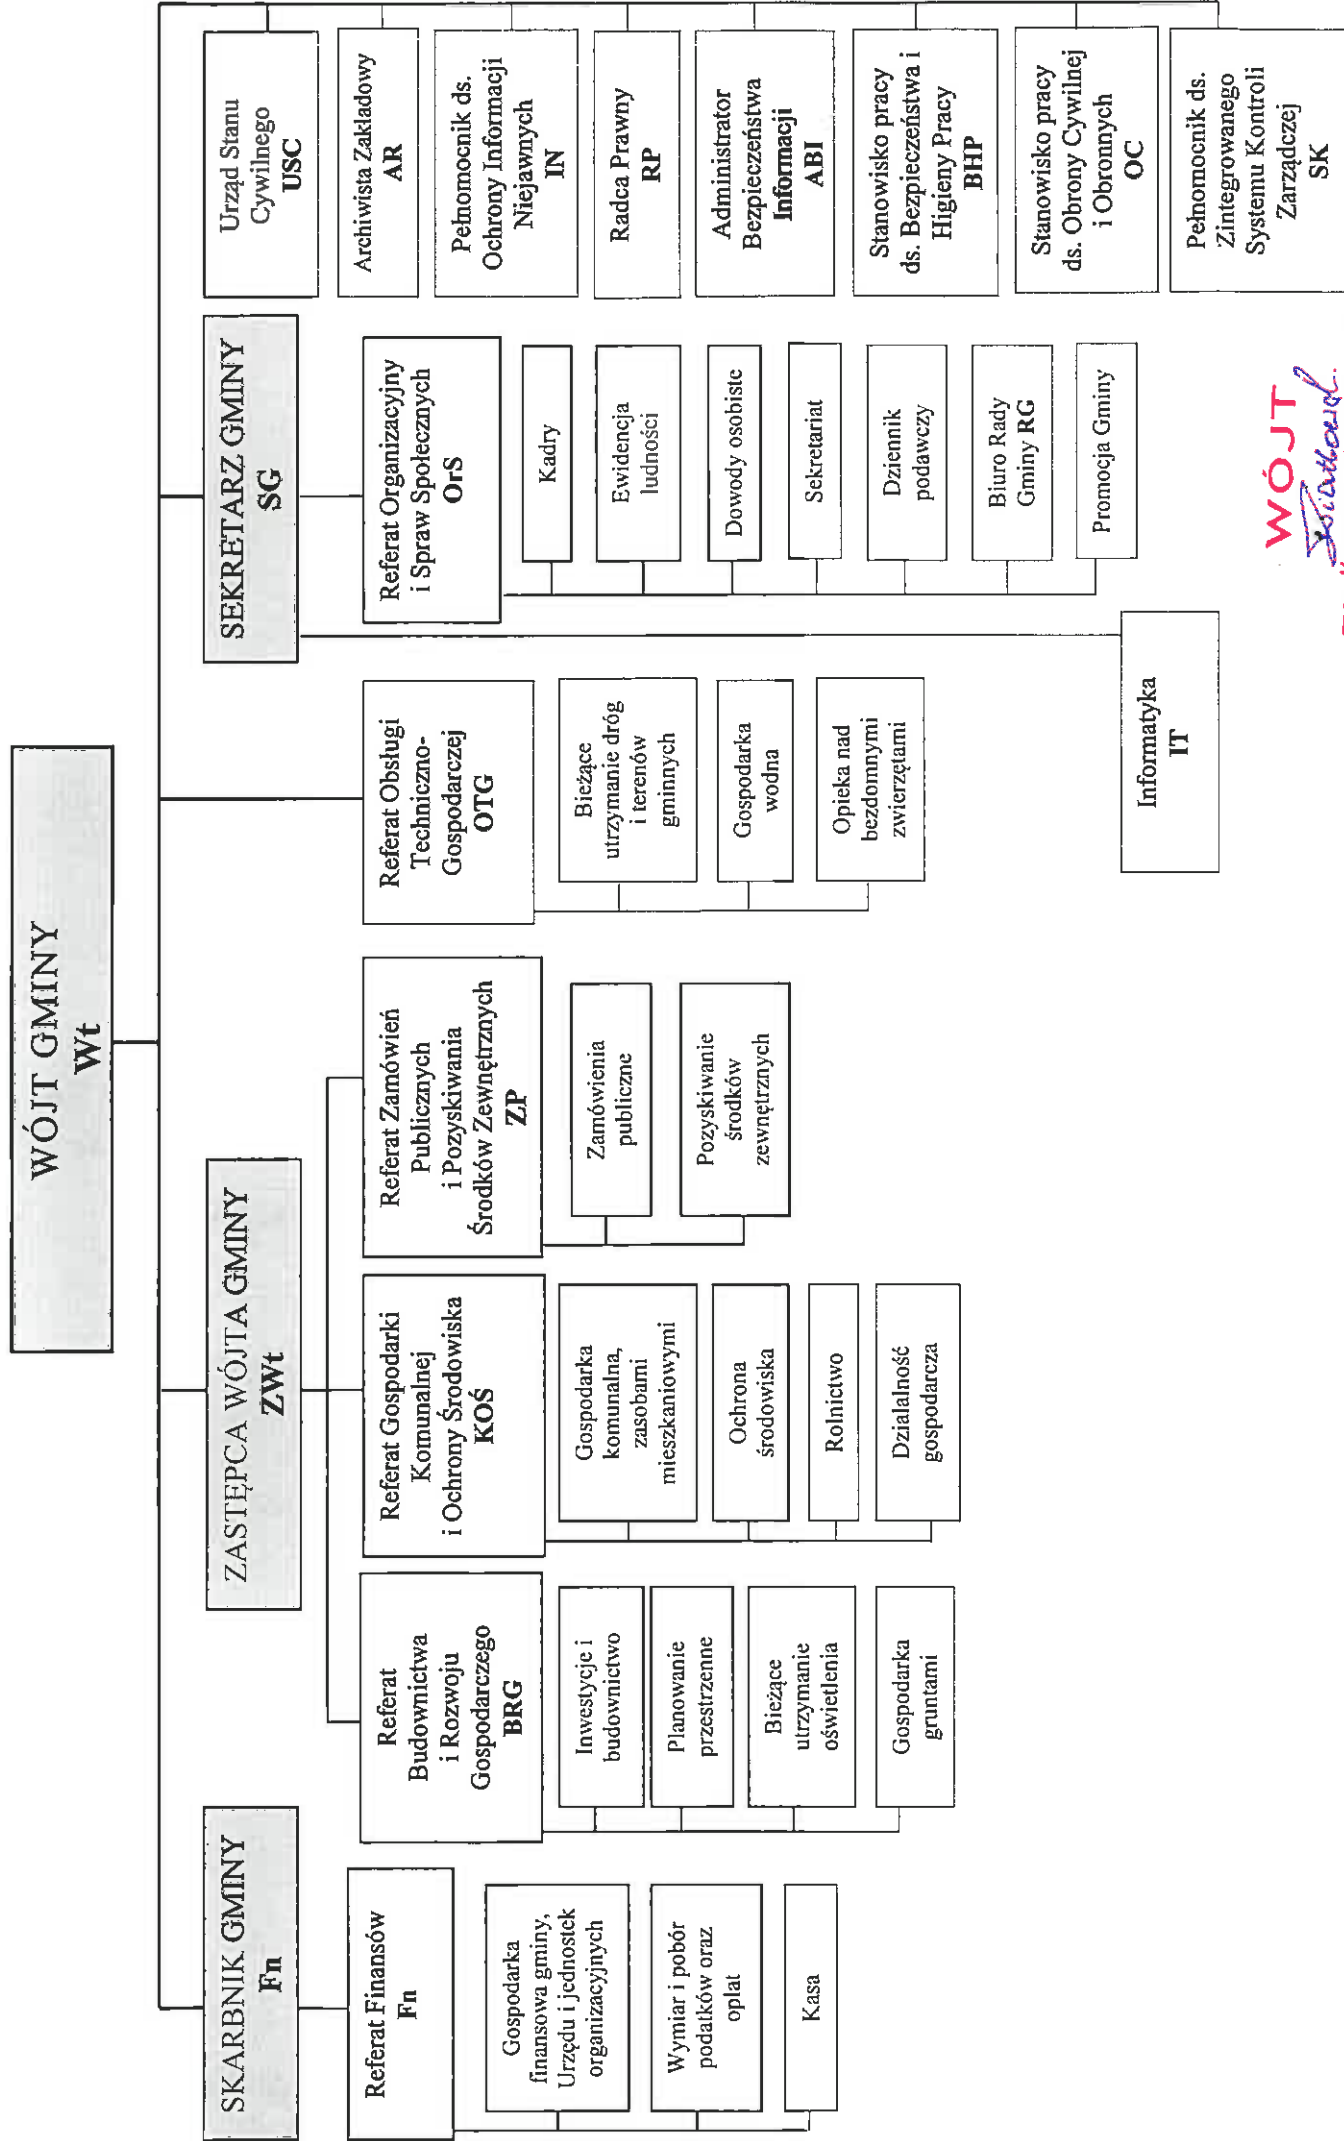 WÓJT GMINY
Wt
SKARBNIK GMINY
Fn
Referat Finansów
Fn
Gospodarka
finansowa gminy,
Urzędu i jednostek
organizacyjnych
Wymiar i pobór
podatków oraz
opłat
Kasa
ZASTĘPCA WÓJTA GMINY
ZWt
Referat
Budownictwa
i Rozwoju
Gospodarczego
BRG
Inwestycje i
budownictwo
Planowanie
przestrzenne
Bieżące
utrzymanie
oświetlenia
Gospodarka
gruntami
Referat Gospodarki
Komunalnej
i Ochrony Środowiska
KOŚ
Gospodarka
komunalna,
zasobami
mieszkaniowymi
Ochrona
środowiska
Rolnictwo
Działalność
gospodarcza
Referat Zamówień
Publicznych
i Pozyskiwania
Środków Zewnętrznych
ZP
Zamówienia
publiczne
Pozyskiwanie
środków
zewnętrznych
Referat Obsługi
Techniczno-
Gospodarczej
OTG
Bieżące
utrzymanie dróg
i terenów
gminnych
Gospodarka
wodna
Opieka nad
bezdomnymi
zwierzętami
SEKRETARZ GMINY
SG
Referat Organizacyjny
i Spraw Społecznych
OrS
Kadry
Ewidencja
ludności
Dowody osobiste
Sekretariat
Dziennik
podawczy
Biuro Rady
Gminy RG
Promocja Gminy
Informatyka
IT
Urząd Stanu
Cywilnego
USC
Archiwista Zakładowy
AR
Pełnomocnik ds.
Ochrony Informacji
Niejawnych
IN
Radca Prawny
RP
Administrator
Bezpieczeństwa
Informacji
ABI
Stanowisko pracy
ds. Bezpieczeństwa i
Higieny Pracy
BHP
Stanowisko pracy
ds. Obrony Cywilnej
i Obronnych
OC
Pełnomocnik ds.
Zintegrowanego
Systemu Kontroli
Zarządczej
SK
WÓJT